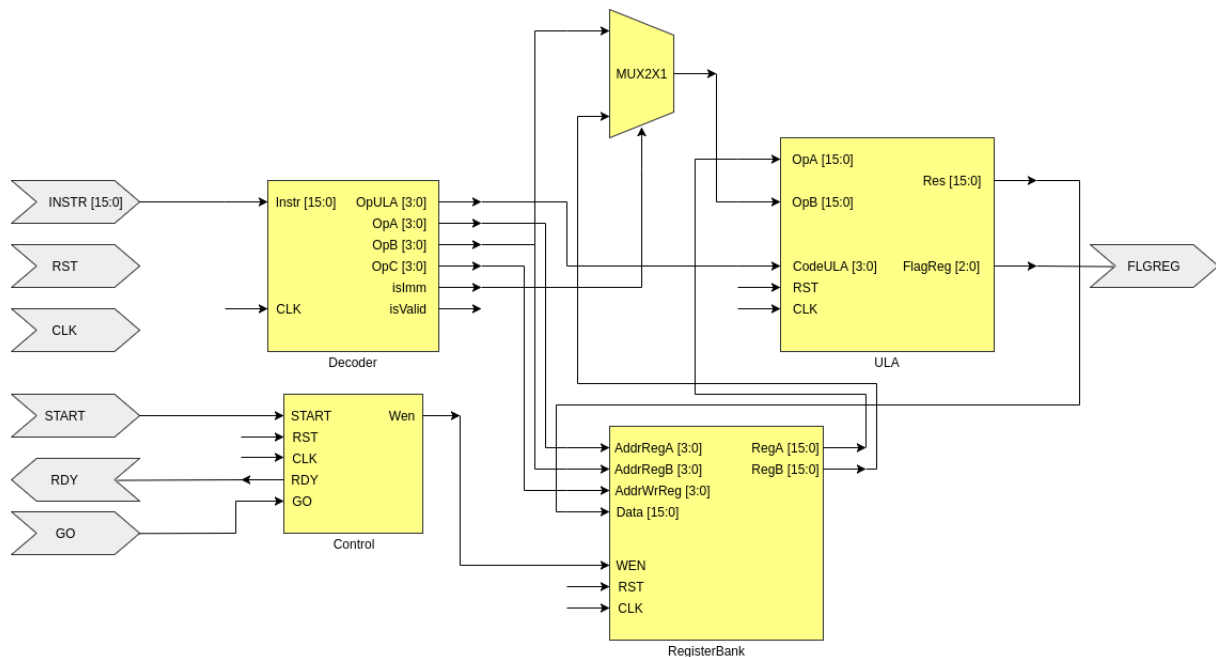 MUX2X1
INSTR [15:0]
RST
CLK
START
RDY
GO
Instr [15:0]
CLK
OpULA [3:0]
OpA [3:0]
OpB [3:0]
OpC [3:0]
isImm
isValid
Decoder
START
RST
CLK
RDY
GO
Wen
Control
OpA [15:0]
OpB [15:0]
CodeULA [3:0]
RST
CLK
Res [15:0]
FlagReg [2:0]
ULA
FLGREG
AddrRegA [3:0]
AddrRegB [3:0]
AddrWrReg [3:0]
Data [15:0]
WEN
RST
CLK
RegA [15:0]
RegB [15:0]
RegisterBank